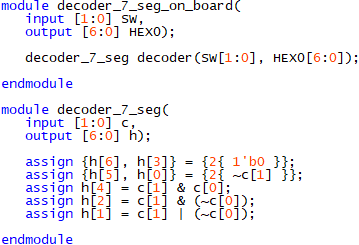 module decoder_7_seg_on_board(
input [1:0] SW,
output [6:0] HEX0);
decoder_7_seg decoder(SW[1:0], HEX0[6:0]);
endmodule
module decoder_7_seg(
input [1:0] c,
output [6:0] h);
assign {h[6], h[3]} = {2{ 1'b0 }};
assign {h[5], h[0]} = {2{ ~c[1] }};
assign h[4] = c[1] & c[0];
assign h[2] = c[1] & (~c[0]);
assign h[1] = c[1] | (~c[0]);
endmodule